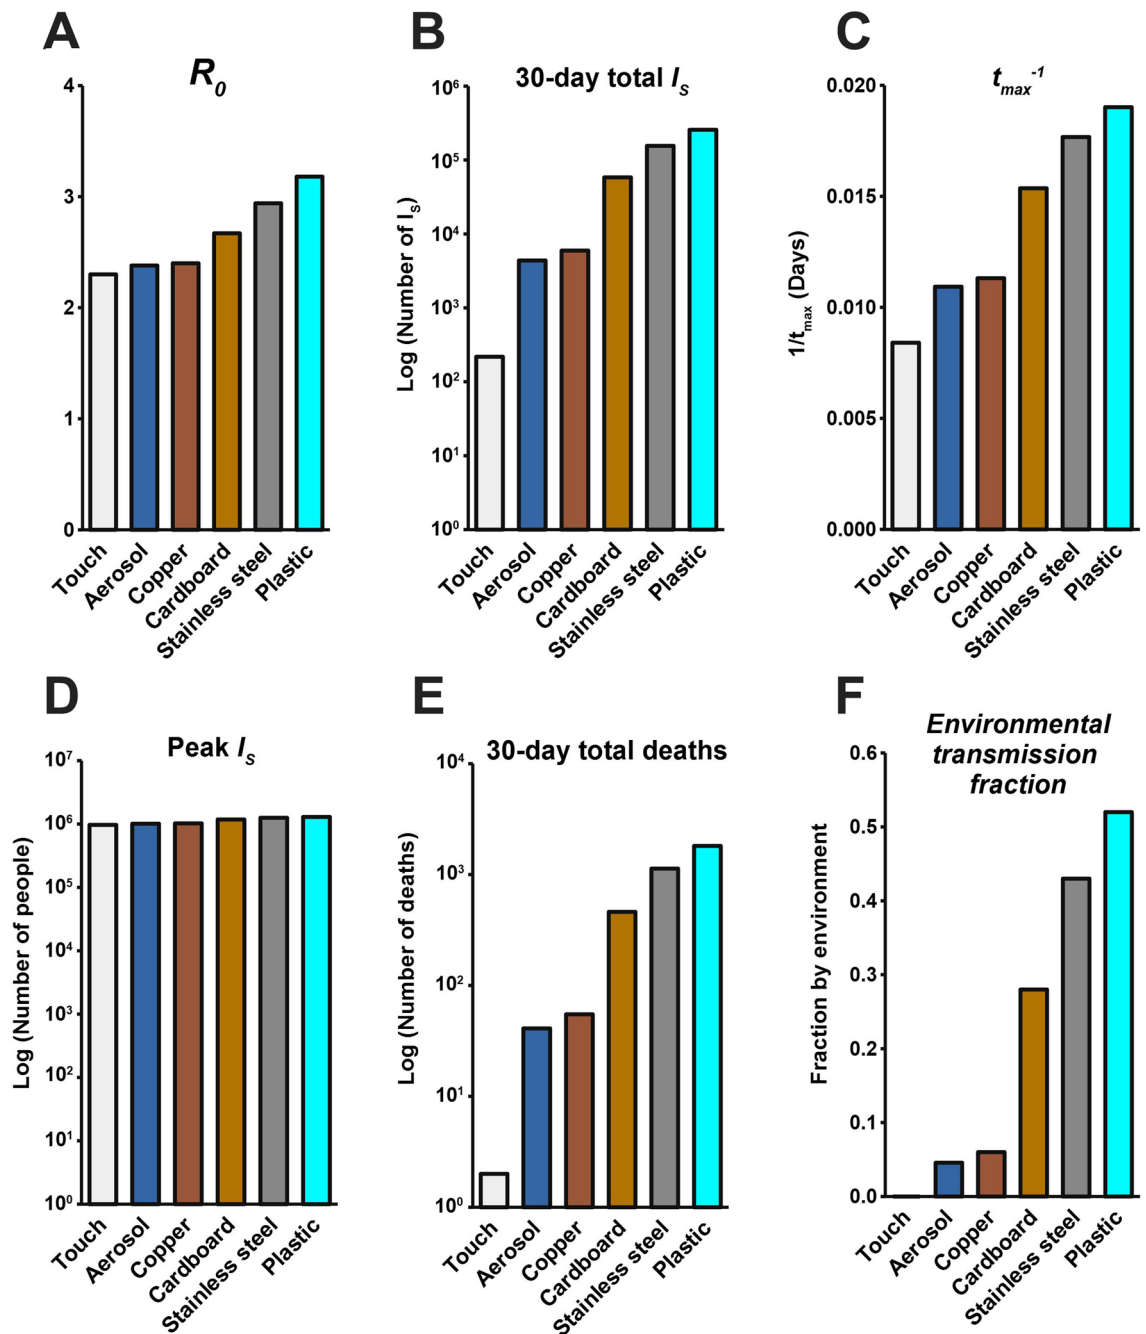 A
R₀
4
3
2
1
0
Touch
Aerosol
Copper
Cardboard
Stainless steel
Plastic
B
30-day total Iₛ
Log (Number of Iₛ)
10⁶
10⁵
10⁴
10³
10²
10¹
10⁰
Touch
Aerosol
Copper
Cardboard
Stainless steel
Plastic
C
tₘₐₓ⁻¹
1/tₘₐₓ (Days)
0.020
0.015
0.010
0.005
0.000
Touch
Aerosol
Copper
Cardboard
Stainless steel
Plastic
D
Peak Iₛ
Log (Number of people)
10⁷
10⁶
10⁵
10⁴
10³
10²
10¹
10⁰
Touch
Aerosol
Copper
Cardboard
Stainless steel
Plastic
E
30-day total deaths
Log (Number of deaths)
10⁴
10³
10²
10¹
10⁰
Touch
Aerosol
Copper
Cardboard
Stainless steel
Plastic
F
Environmental
transmission
fraction
Fraction by environment
0.6
0.5
0.4
0.3
0.2
0.1
0.0
Touch
Aerosol
Copper
Cardboard
Stainless steel
Plastic